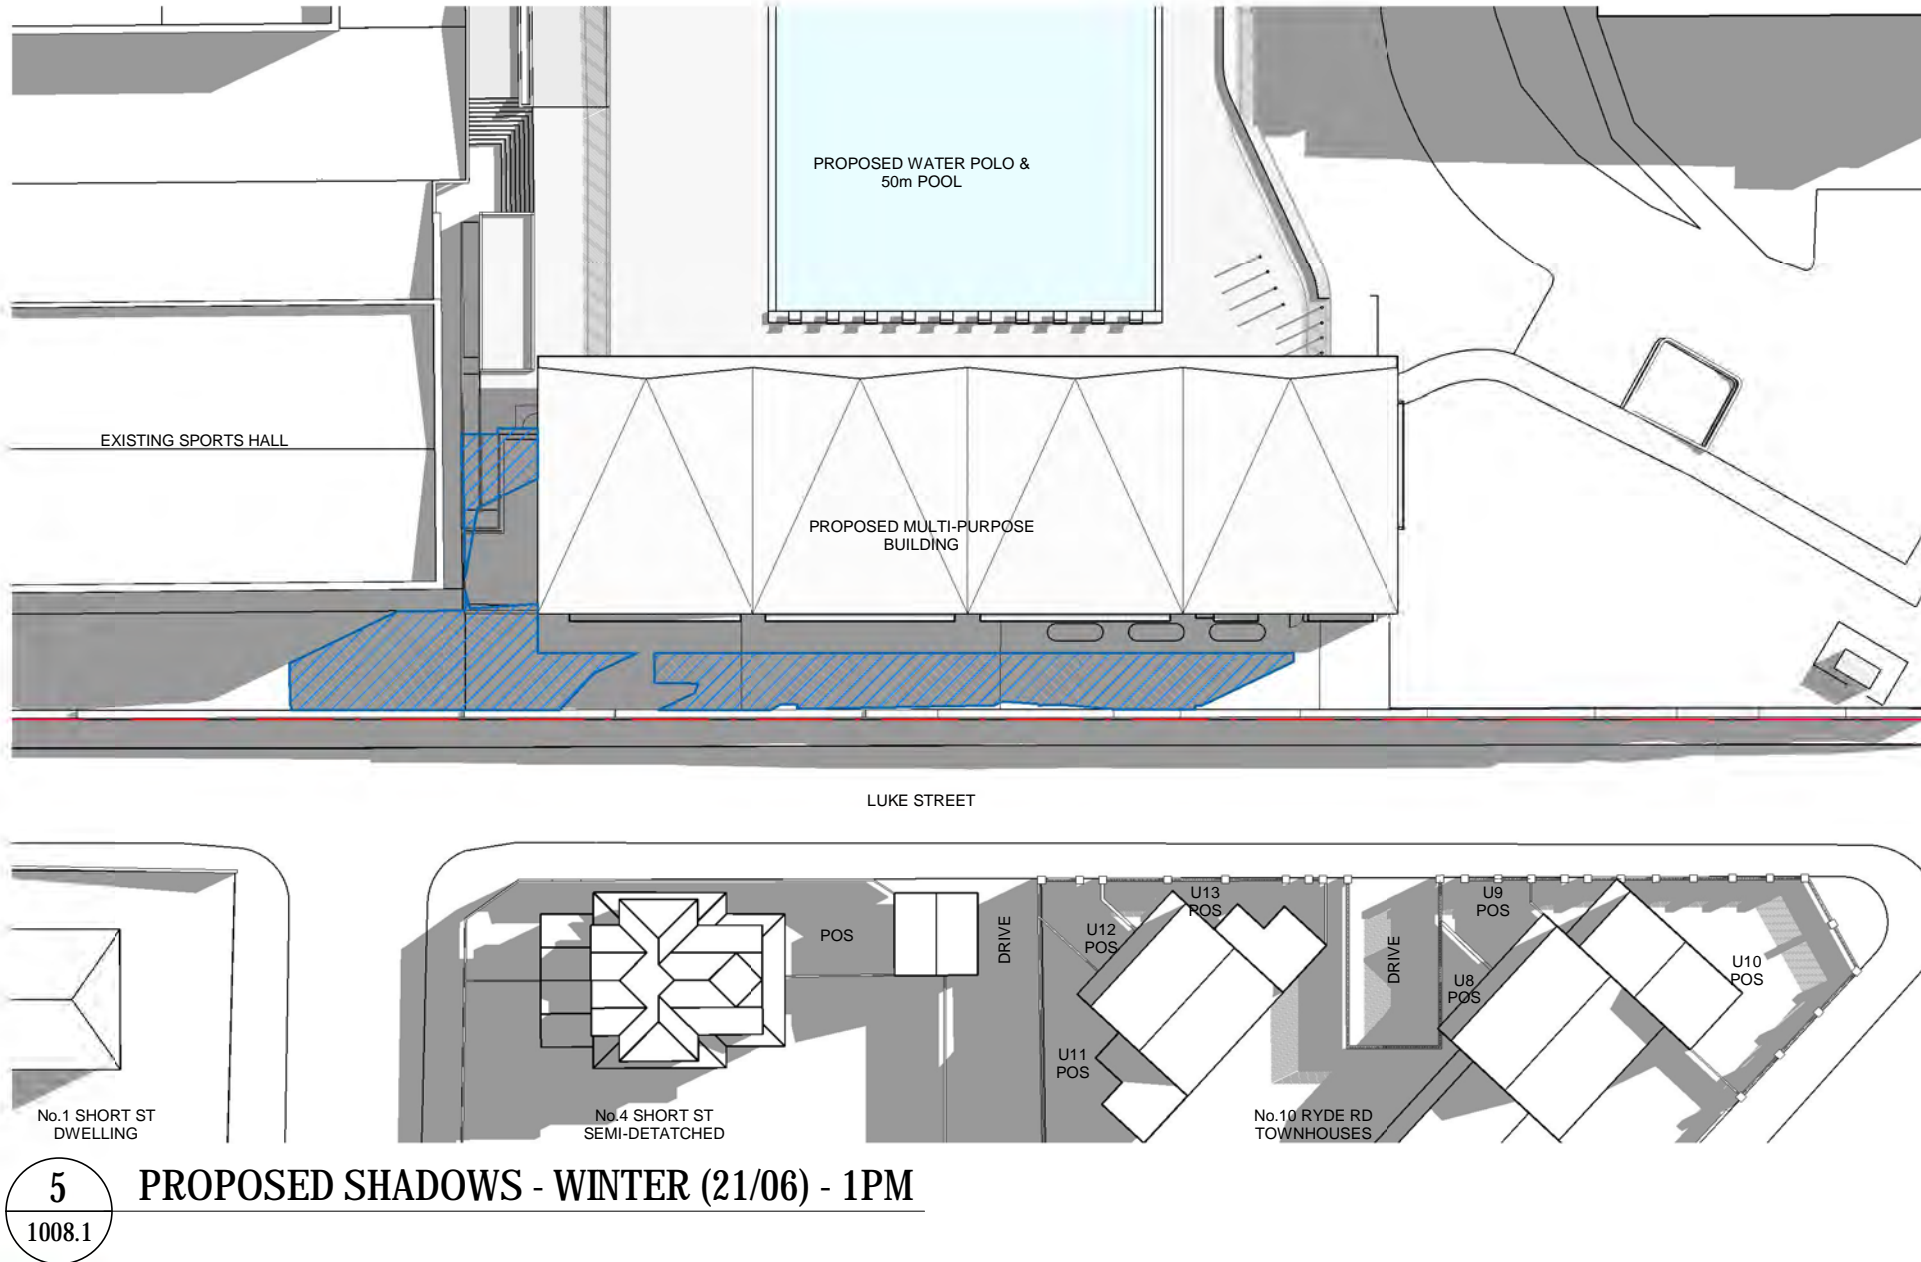 PROPOSED WATER POLO &
50m POOL
EXISTING SPORTS HALL
PROPOSED MULTI-PURPOSE
BUILDING
LUKE STREET
POS
DRIVE
U12
POS
U13
POS
DRIVE
U9
POS
U8
POS
U10
POS
U11
POS
No.1 SHORT ST
DWELLING
No.4 SHORT ST
SEMI-DETATCHED
No.10 RYDE RD
TOWNHOUSES
5
1008.1
PROPOSED SHADOWS - WINTER (21/06) - 1PM